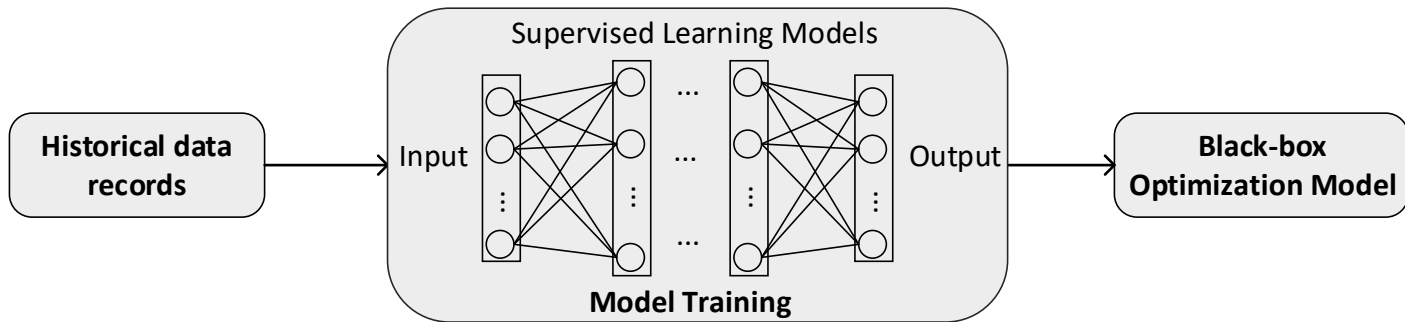 Supervised Learning Models
Historical data
records
Input
...
...
...
Output
Black-box
Optimization Model
Model Training